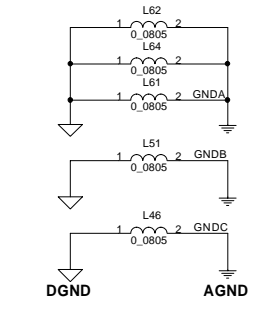 L62
1 2
0_0805
L64
1 2
0_0805
L61
1 2 GNDA
0_0805
L51
1 2 GNDB
0_0805
L46
1 2 GNDC
0_0805
DGND AGND